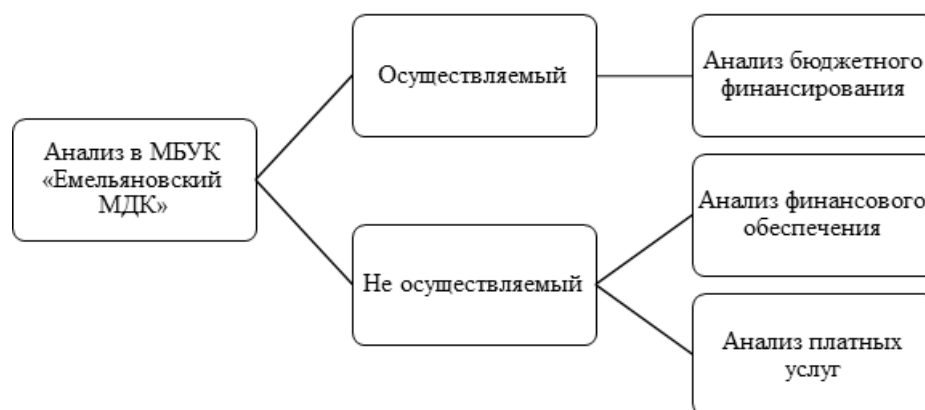 Осуществляемый
Анализ бюджетного
финансирования
Анализ в МБУК
«Емельяновский
МДК»
Анализ финансового
обеспечения
Не осуществляемый
Анализ платных
услуг